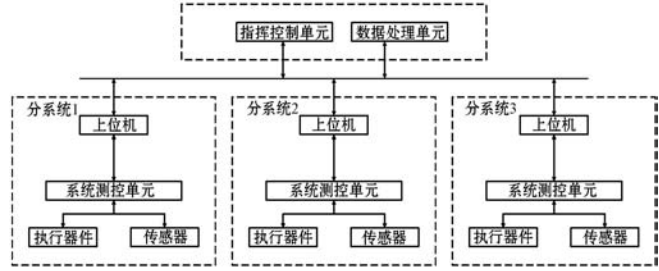 指挥控制单元 数据处理单元
分系统1 分系统2 分系统3
上位机 上位机 上位机
系统测控单元 系统测控单元 系统测控单元
执行器件 传感器 执行器件 传感器 执行器件 传感器